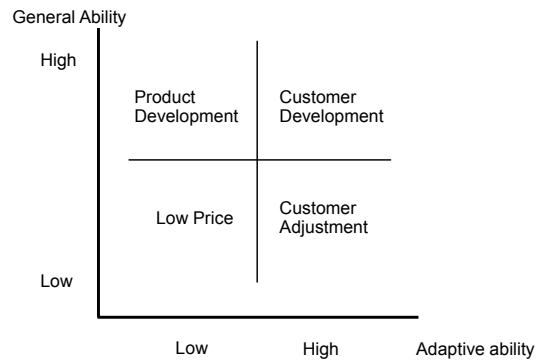 General Ability
High
Product
Development
Customer
Development
Low Price
Customer
Adjustment
Low
Low
High
Adaptive ability